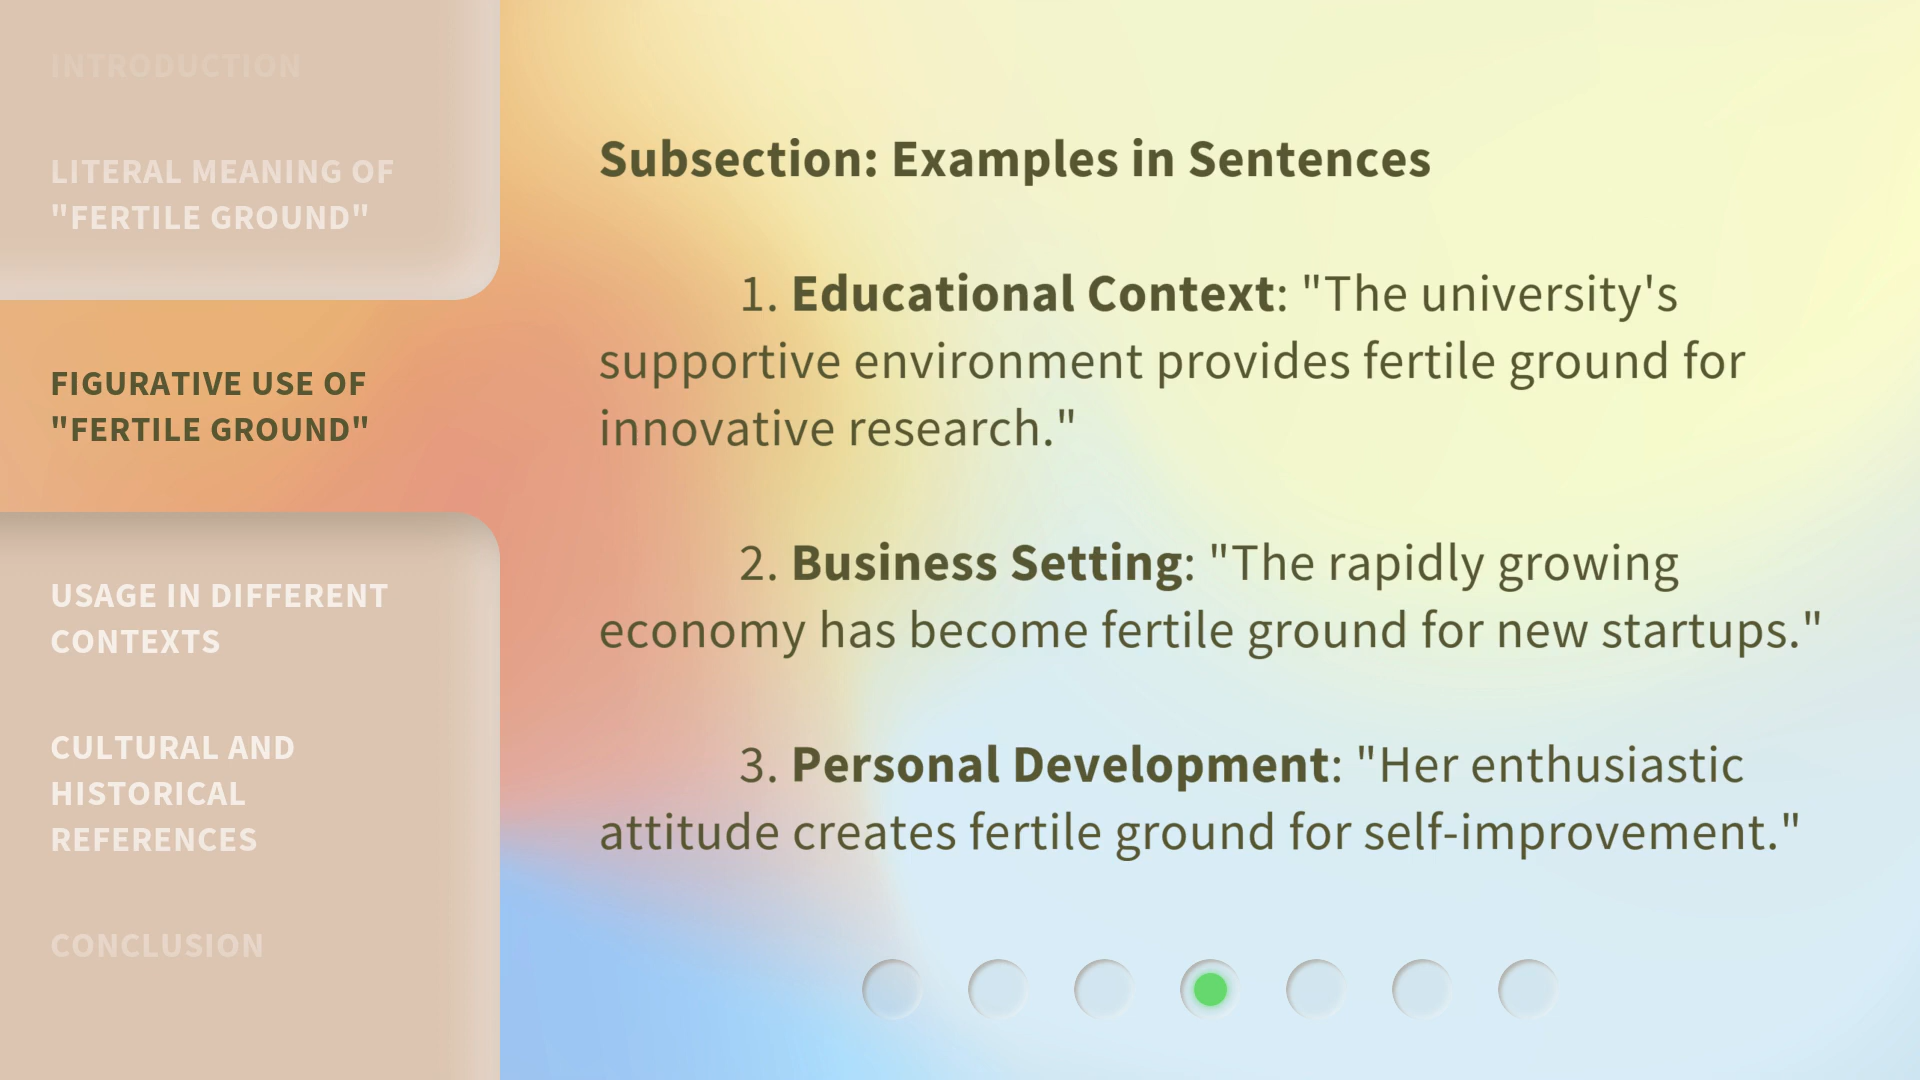 INTRODUCTION
LITERAL MEANING OF
"FERTILE GROUND"
FIGURATIVE USE OF
"FERTILE GROUND"
USAGE IN DIFFERENT
CONTEXTS
CULTURAL AND
HISTORICAL
REFERENCES
CONCLUSION
Subsection: Examples in Sentences
1. Educational Context: "The university's
supportive environment provides fertile ground for
innovative research."
2. Business Setting: "The rapidly growing
economy has become fertile ground for new startups."
3. Personal Development: "Her enthusiastic
attitude creates fertile ground for self-improvement."